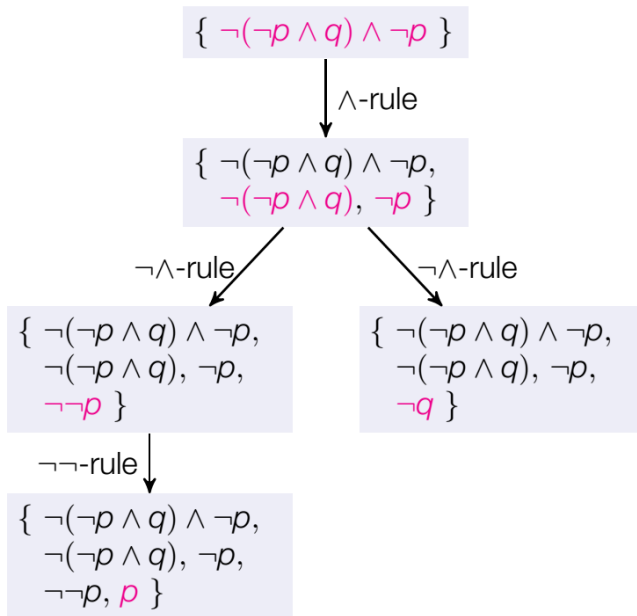 { ¬(¬p ∧ q) ∧ ¬p }
∧-rule
{ ¬(¬p ∧ q) ∧ ¬p,
¬(¬p ∧ q), ¬p }
¬∧-rule
¬∧-rule
{ ¬(¬p ∧ q) ∧ ¬p,
¬(¬p ∧ q), ¬p,
¬¬p }
{ ¬(¬p ∧ q) ∧ ¬p,
¬(¬p ∧ q), ¬p,
¬q }
¬¬-rule
{ ¬(¬p ∧ q) ∧ ¬p,
¬(¬p ∧ q), ¬p,
¬¬p, p }